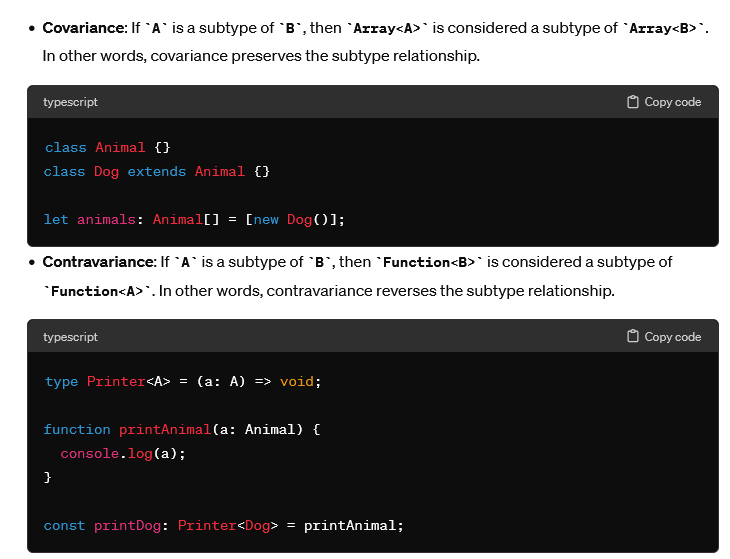 • Covariance: If `A` is a subtype of `B`, then `Array<A>` is considered a subtype of `Array<B>`.
In other words, covariance preserves the subtype relationship.
typescript Copy code
class Animal {}
class Dog extends Animal {}
let animals: Animal[] = [new Dog()];
• Contravariance: If `A` is a subtype of `B`, then `Function<B>` is considered a subtype of
`Function<A>`. In other words, contravariance reverses the subtype relationship.
typescript Copy code
type Printer<A> = (a: A) => void;
function printAnimal(a: Animal) {
  console.log(a);
}
const printDog: Printer<Dog> = printAnimal;